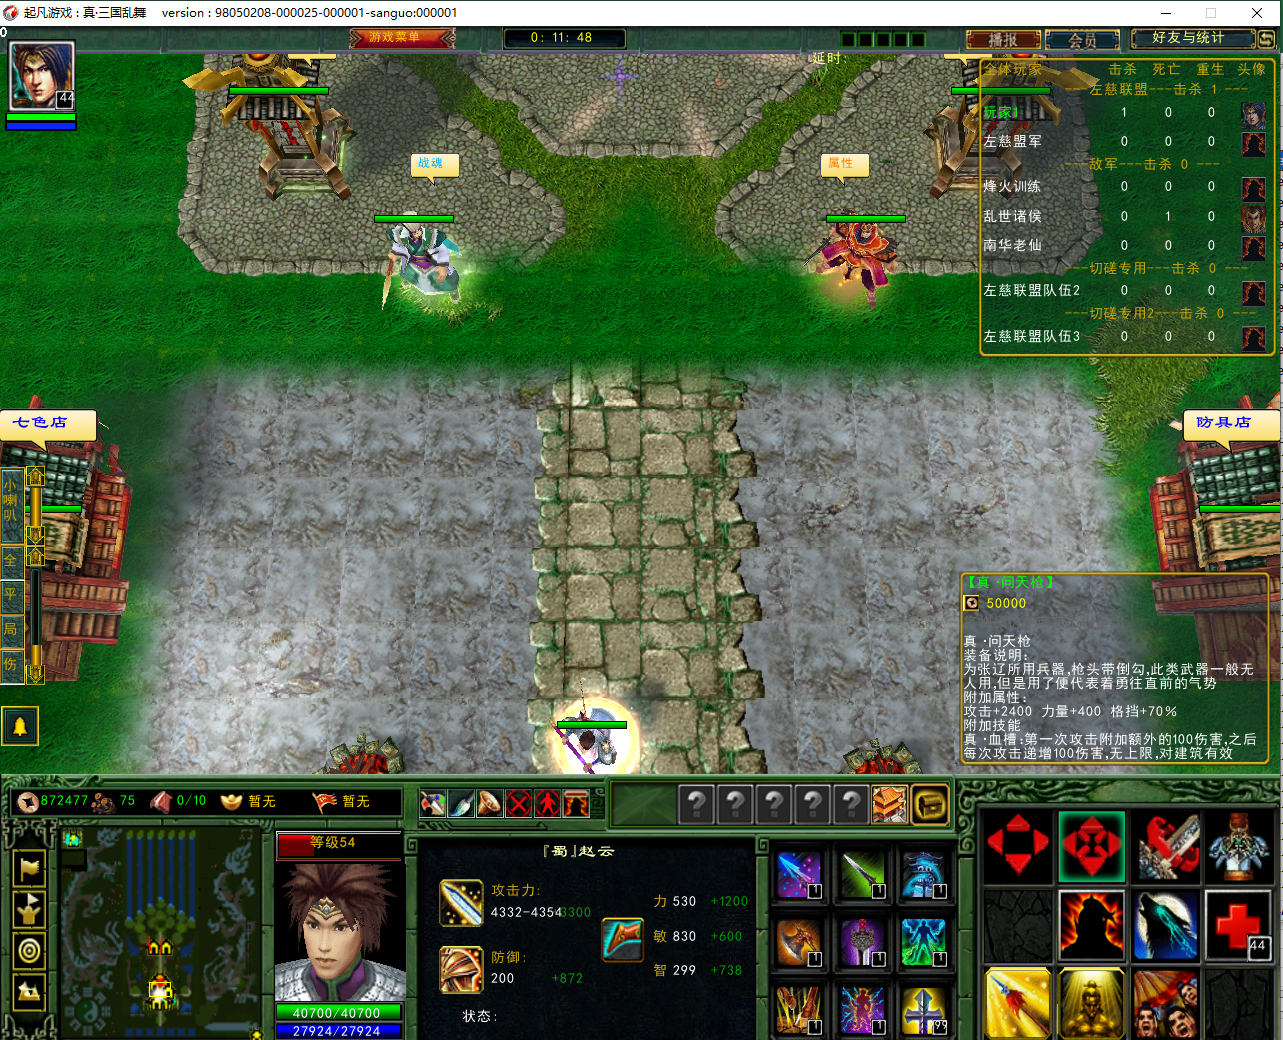 起凡游戏 : 真·三国乱舞 version : 98050208-000025-000001-sanguo:000001
0
游戏菜单
0: 11: 48
播报
会员
好友与统计
延时:
44
全体玩家 击杀 死亡 重生 头像
----左慈联盟---击杀 1 ---
玩家1 1 0 0
左慈盟军 0 0 0
----敌军---击杀 0 ----
烽火训练 0 0 0
乱世诸侯 0 1 0
南华老仙 0 0 0
---切磋专用---击杀 0 ---
左慈联盟队伍2 0 0 0
---切磋专用2---击杀 0 ---
左慈联盟队伍3 0 0 0
战魂
属性
七色店
防具店
小喇叭
全
平
局
伤
【真·问天枪】
50000
真·问天枪
装备说明:
为张辽所用兵器,枪头带倒勾,此类武器一般无
人用,但是用了便代表着勇往直前的气势
附加属性:
攻击+2400 力量+400 格挡+70%
附加技能
真·血槽:第一次攻击附加额外的100伤害,之后
每次攻击递增100伤害,无上限,对建筑有效
872477 75 0/10 暂无 暂无
等级54
40700/40700
27924/27924
『蜀』赵云
攻击力:
4332-4354 3300
防御:
200 +872
状态:
力 530 +1200
敏 830 +600
智 299 +738
1
1
1
1
1
1
1
1
99
44